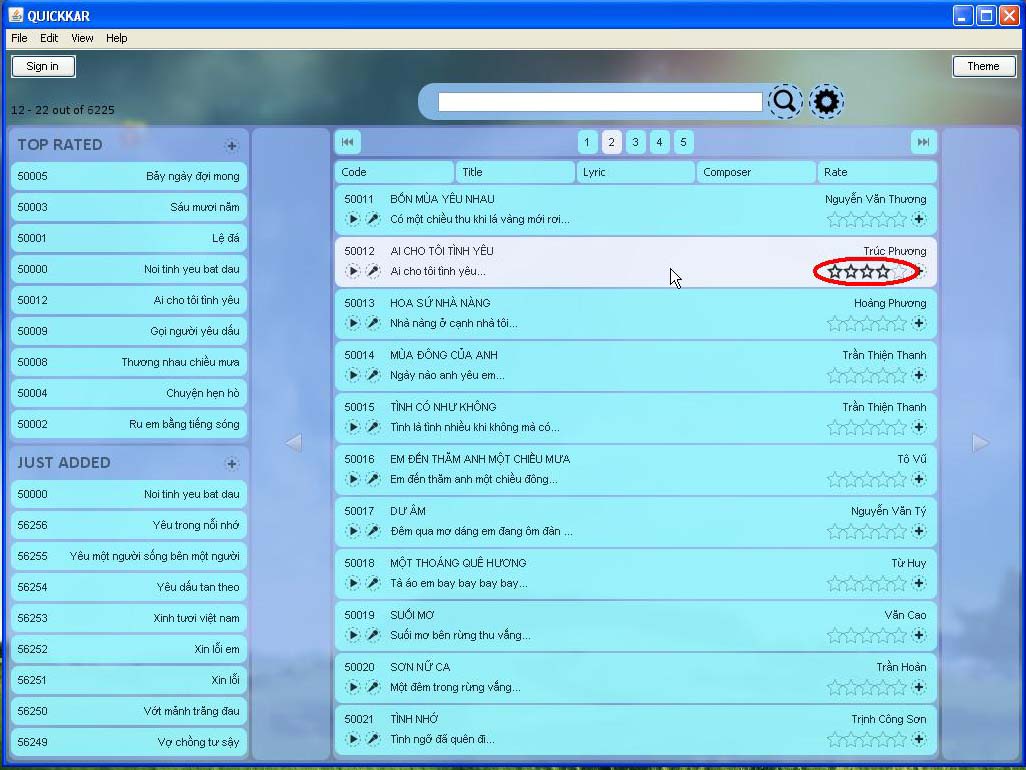 QUICKKAR
File Edit View Help
Sign in
Theme
12 - 22 out of 6225
TOP RATED
50005 Bảy ngày đợi mong
50003 Sáu mươi năm
50001 Lệ đá
50000 Noi tinh yeu bat dau
50012 Ai cho tôi tình yêu
50009 Gọi người yêu dấu
50008 Thương nhau chiều mưa
50004 Chuyện hẹn hò
50002 Ru em bằng tiếng sóng
JUST ADDED
50000 Noi tinh yeu bat dau
56256 Yêu trong nỗi nhớ
56255 Yêu một người sống bên một người
56254 Yêu dấu tan theo
56253 Xinh tươi việt nam
56252 Xin lỗi em
56251 Xin lỗi
56250 Vớt mảnh trăng đau
56249 Vợ chồng tư sậy
1 2 3 4 5
Code Title Lyric Composer Rate
50011 BỐN MÙA YÊU NHAU Nguyễn Văn Thương
Có một chiều thu khi lá vàng mới rơi...
50012 AI CHO TÔI TÌNH YÊU Trúc Phương
Ai cho tôi tình yêu...
50013 HOA SỨ NHÀ NÀNG Hoàng Phương
Nhà nàng ở cạnh nhà tôi...
50014 MÙA ĐÔNG CỦA ANH Trần Thiện Thanh
Ngày nào anh yêu em...
50015 TÌNH CÓ NHƯ KHÔNG Trần Thiện Thanh
Tình là tình nhiều khi không mà có...
50016 EM ĐẾN THĂM ANH MỘT CHIỀU MƯA Tô Vũ
Em đến thăm anh một chiều đông...
50017 DƯ ÂM Nguyễn Văn Tý
Đêm qua mơ dáng em đang ôm đàn ...
50018 MỘT THOÁNG QUÊ HƯƠNG Từ Huy
Tà áo em bay bay bay bay...
50019 SUỐI MƠ Văn Cao
Suối mơ bên rừng thu vắng...
50020 SƠN NỮ CA Trần Hoàn
Một đêm trong rừng vắng...
50021 TÌNH NHỚ Trịnh Công Sơn
Tình ngỡ đã quên đi...